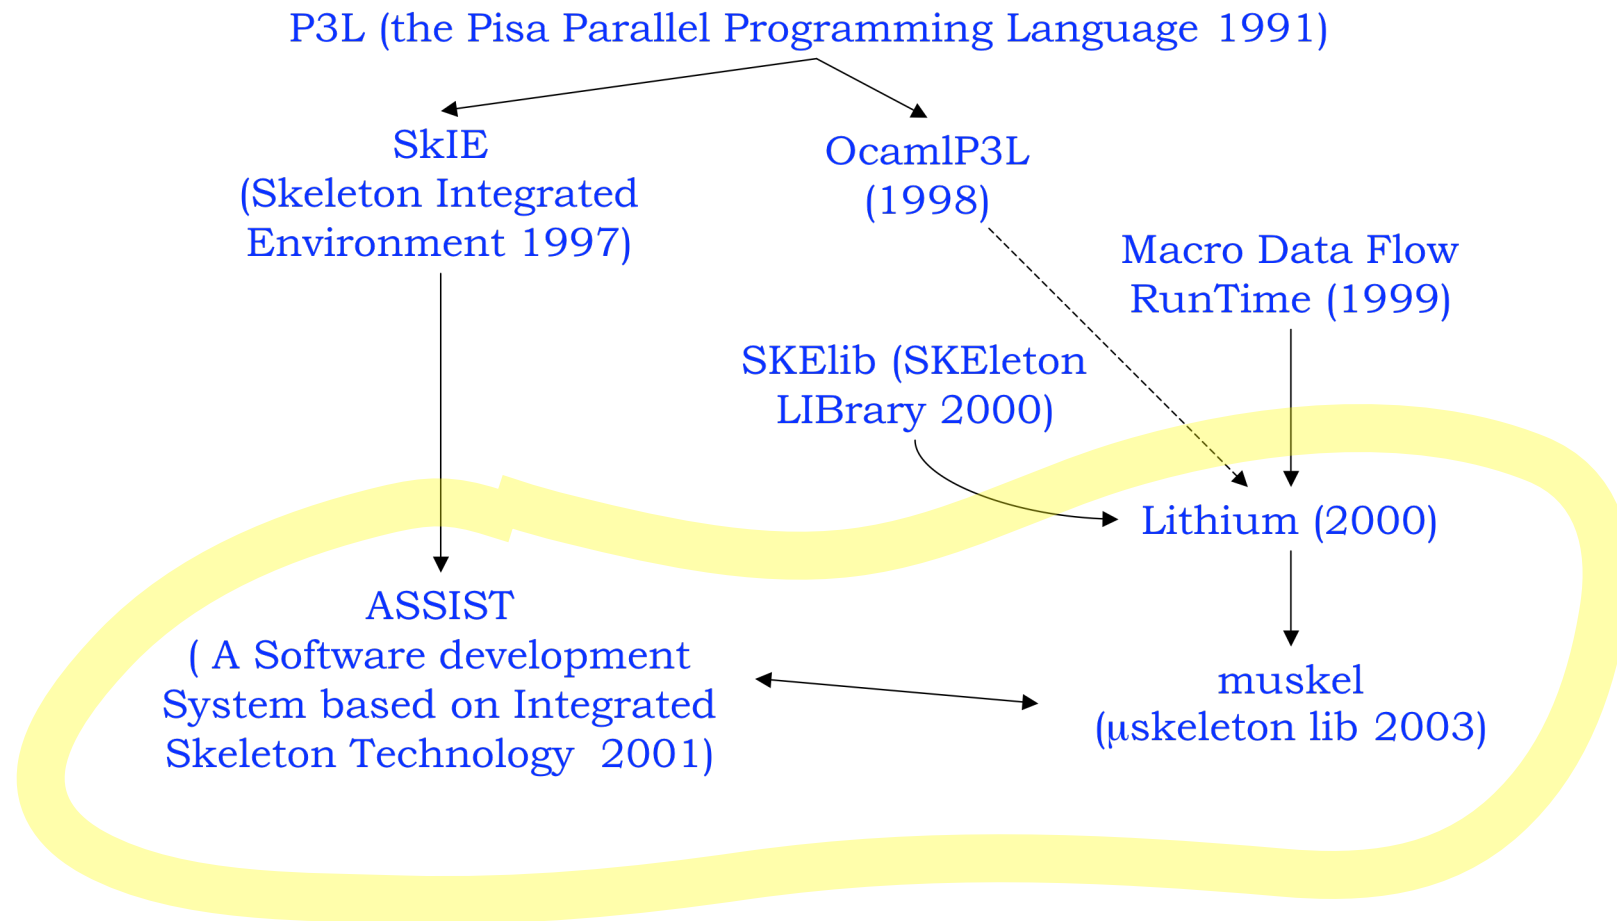 P3L (the Pisa Parallel Programming Language 1991)
SkIE
(Skeleton Integrated
Environment 1997)
OcamlP3L
(1998)
Macro Data Flow
RunTime (1999)
SKElib (SKEleton
LIBrary 2000)
Lithium (2000)
ASSIST
( A Software development
System based on Integrated
Skeleton Technology  2001)
muskel
(μskeleton lib 2003)